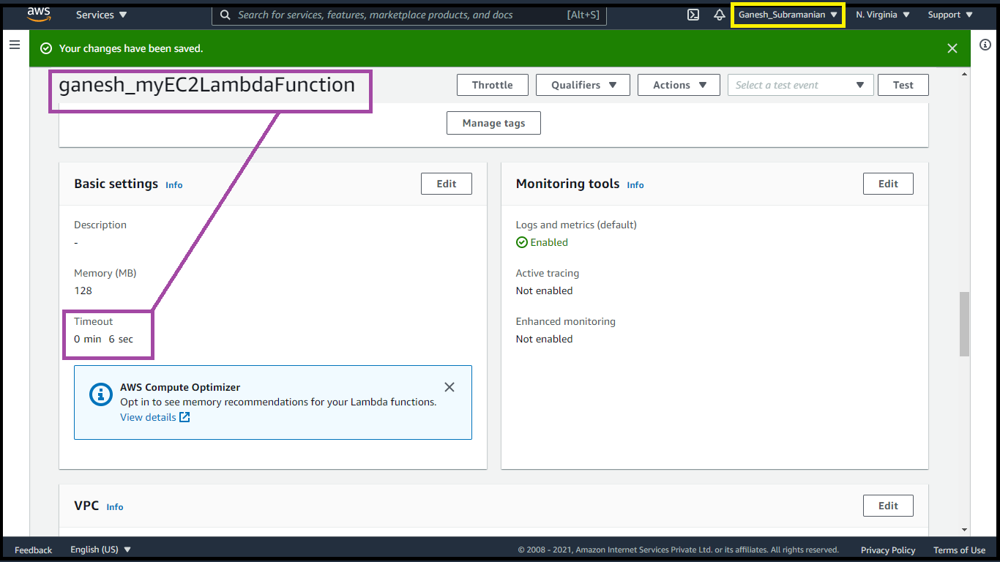 aws Services Search for services, features, marketplace products, and docs [Alt+S] Ganesh_Subramanian N. Virginia Support
Your changes have been saved.
ganesh_myEC2LambdaFunction Throttle Qualifiers Actions Select a test event Test
Manage tags
Basic settings Info Edit
Description
-
Memory (MB)
128
Timeout
0 min 6 sec
AWS Compute Optimizer
Opt in to see memory recommendations for your Lambda functions.
View details
Monitoring tools Info Edit
Logs and metrics (default)
Enabled
Active tracing
Not enabled
Enhanced monitoring
Not enabled
VPC Info Edit
Feedback English (US) © 2008 - 2021, Amazon Internet Services Private Ltd. or its affiliates. All rights reserved. Privacy Policy Terms of Use